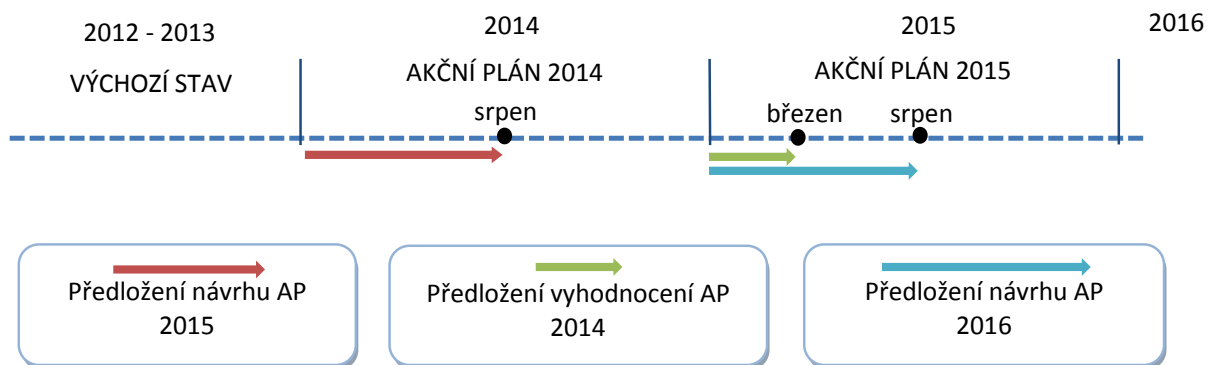 2012 - 2013
VÝCHOZÍ STAV
2014
AKČNÍ PLÁN 2014
srpen
2015
AKČNÍ PLÁN 2015
březen
srpen
2016
Předložení návrhu AP
2015
Předložení vyhodnocení AP
2014
Předložení návrhu AP
2016